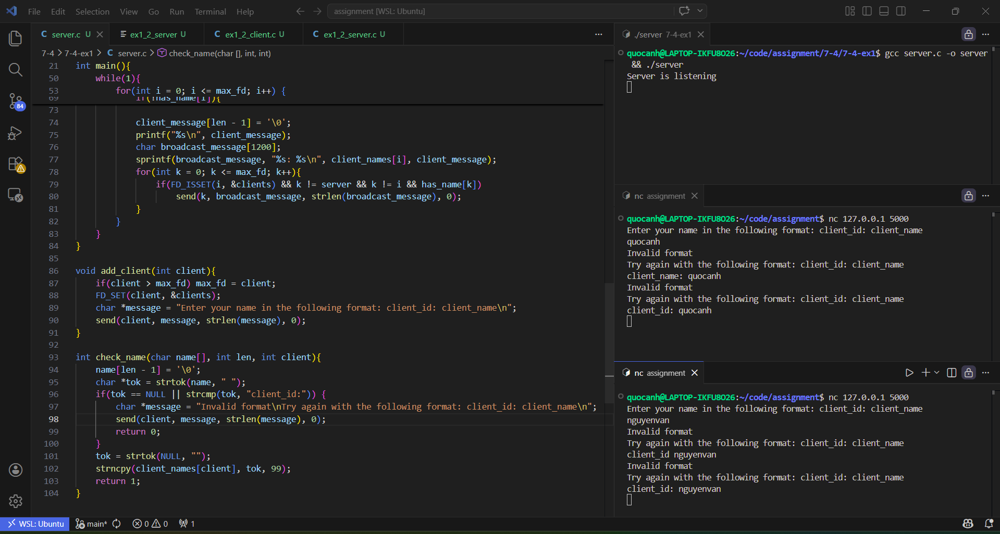 File Edit Selection View Go Run Terminal Help
assignment [WSL: Ubuntu]
server.c U
ex1_2_server U
ex1_2_client.c U
ex1_2_server.c U
7-4 > 7-4-ex1 > C server.c > check_name(char [], int, int)
21 int main(){
50 while(1){
53 for(int i = 0; i <= max_fd; i++) {
69 if(!has_name[i]){
73
74 client_message[len - 1] = '\0';
75 printf("%s\n", client_message);
76 char broadcast_message[1200];
77 sprintf(broadcast_message, "%s: %s\n", client_names[i], client_message);
78 for(int k = 0; k <= max_fd; k++){
79 if(FD_ISSET(i, &clients) && k != server && k != i && has_name[k])
80 send(k, broadcast_message, strlen(broadcast_message), 0);
81 }
82 }
83 }
84 }
85
86 void add_client(int client){
87 if(client > max_fd) max_fd = client;
88 FD_SET(client, &clients);
89 char *message = "Enter your name in the following format: client_id: client_name\n";
90 send(client, message, strlen(message), 0);
91 }
92
93 int check_name(char name[], int len, int client){
94 name[len - 1] = '\0';
95 char *tok = strtok(name, " ");
96 if(tok == NULL || strcmp(tok, "client_id:")) {
97 char *message = "Invalid format\nTry again with the following format: client_id: client_name\n";
98 send(client, message, strlen(message), 0);
99 return 0;
100 }
101 tok = strtok(NULL, "");
102 strncpy(client_names[client], tok, 99);
103 return 1;
104 }
./server 7-4-ex1
quocanh@LAPTOP-IKFU8O26:~/code/assignment/7-4/7-4-ex1$ gcc server.c -o server
&& ./server
Server is listening
nc assignment
quocanh@LAPTOP-IKFU8O26:~/code/assignment$ nc 127.0.0.1 5000
Enter your name in the following format: client_id: client_name
quocanh
Invalid format
Try again with the following format: client_id: client_name
client_name: quocanh
Invalid format
Try again with the following format: client_id: client_name
client_id: quocanh
nc assignment
quocanh@LAPTOP-IKFU8O26:~/code/assignment$ nc 127.0.0.1 5000
Enter your name in the following format: client_id: client_name
nguyenvan
Invalid format
Try again with the following format: client_id: client_name
client_id nguyenvan
Invalid format
Try again with the following format: client_id: client_name
client_id: nguyenvan
84
WSL: Ubuntu main* 0 0 1